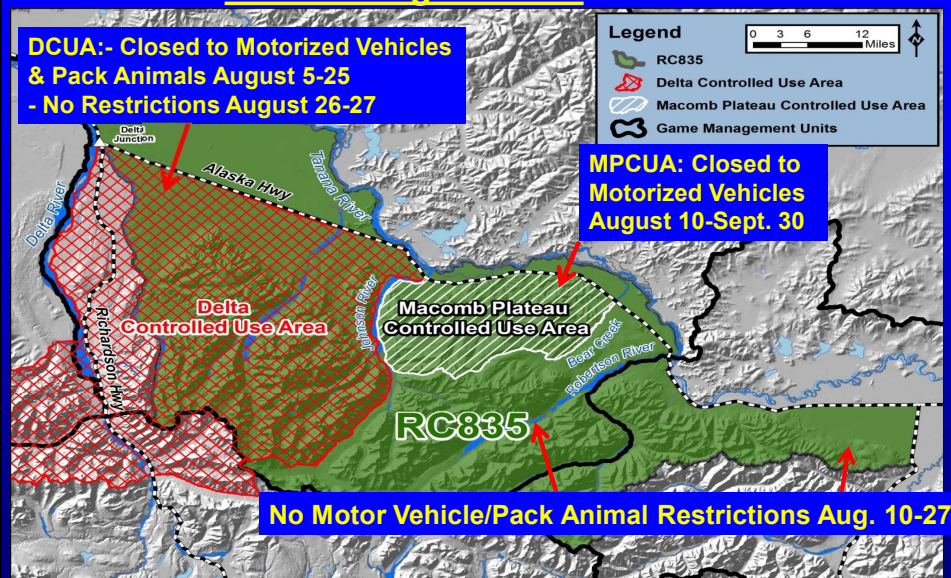 DCUA:- Closed to Motorized Vehicles
& Pack Animals August 5-25
- No Restrictions August 26-27
Legend
0 3 6 12
Miles
N
RC835
Delta Controlled Use Area
Macomb Plateau Controlled Use Area
Game Management Units
Delta
Junction
Alaska Hwy
Tanana River
Delta River
MPCUA: Closed to
Motorized Vehicles
August 10-Sept. 30
Richardson Hwy
Delta
Controlled Use Area
Johnson River
Macomb Plateau
Controlled Use Area
Bear Creek
Robertson River
RC835
No Motor Vehicle/Pack Animal Restrictions Aug. 10-27